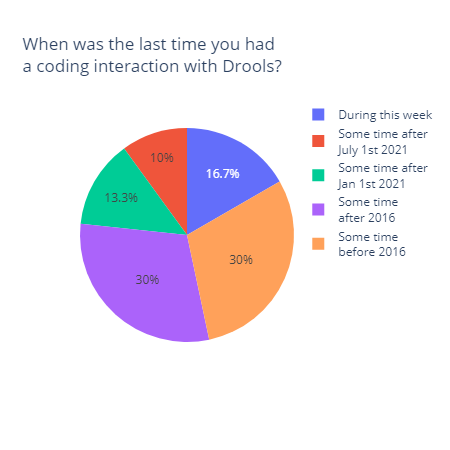 When was the last time you had
a coding interaction with Drools?
During this week
Some time after
July 1st 2021
Some time after
Jan 1st 2021
Some time
after 2016
Some time
before 2016
10%
16.7%
13.3%
30%
30%